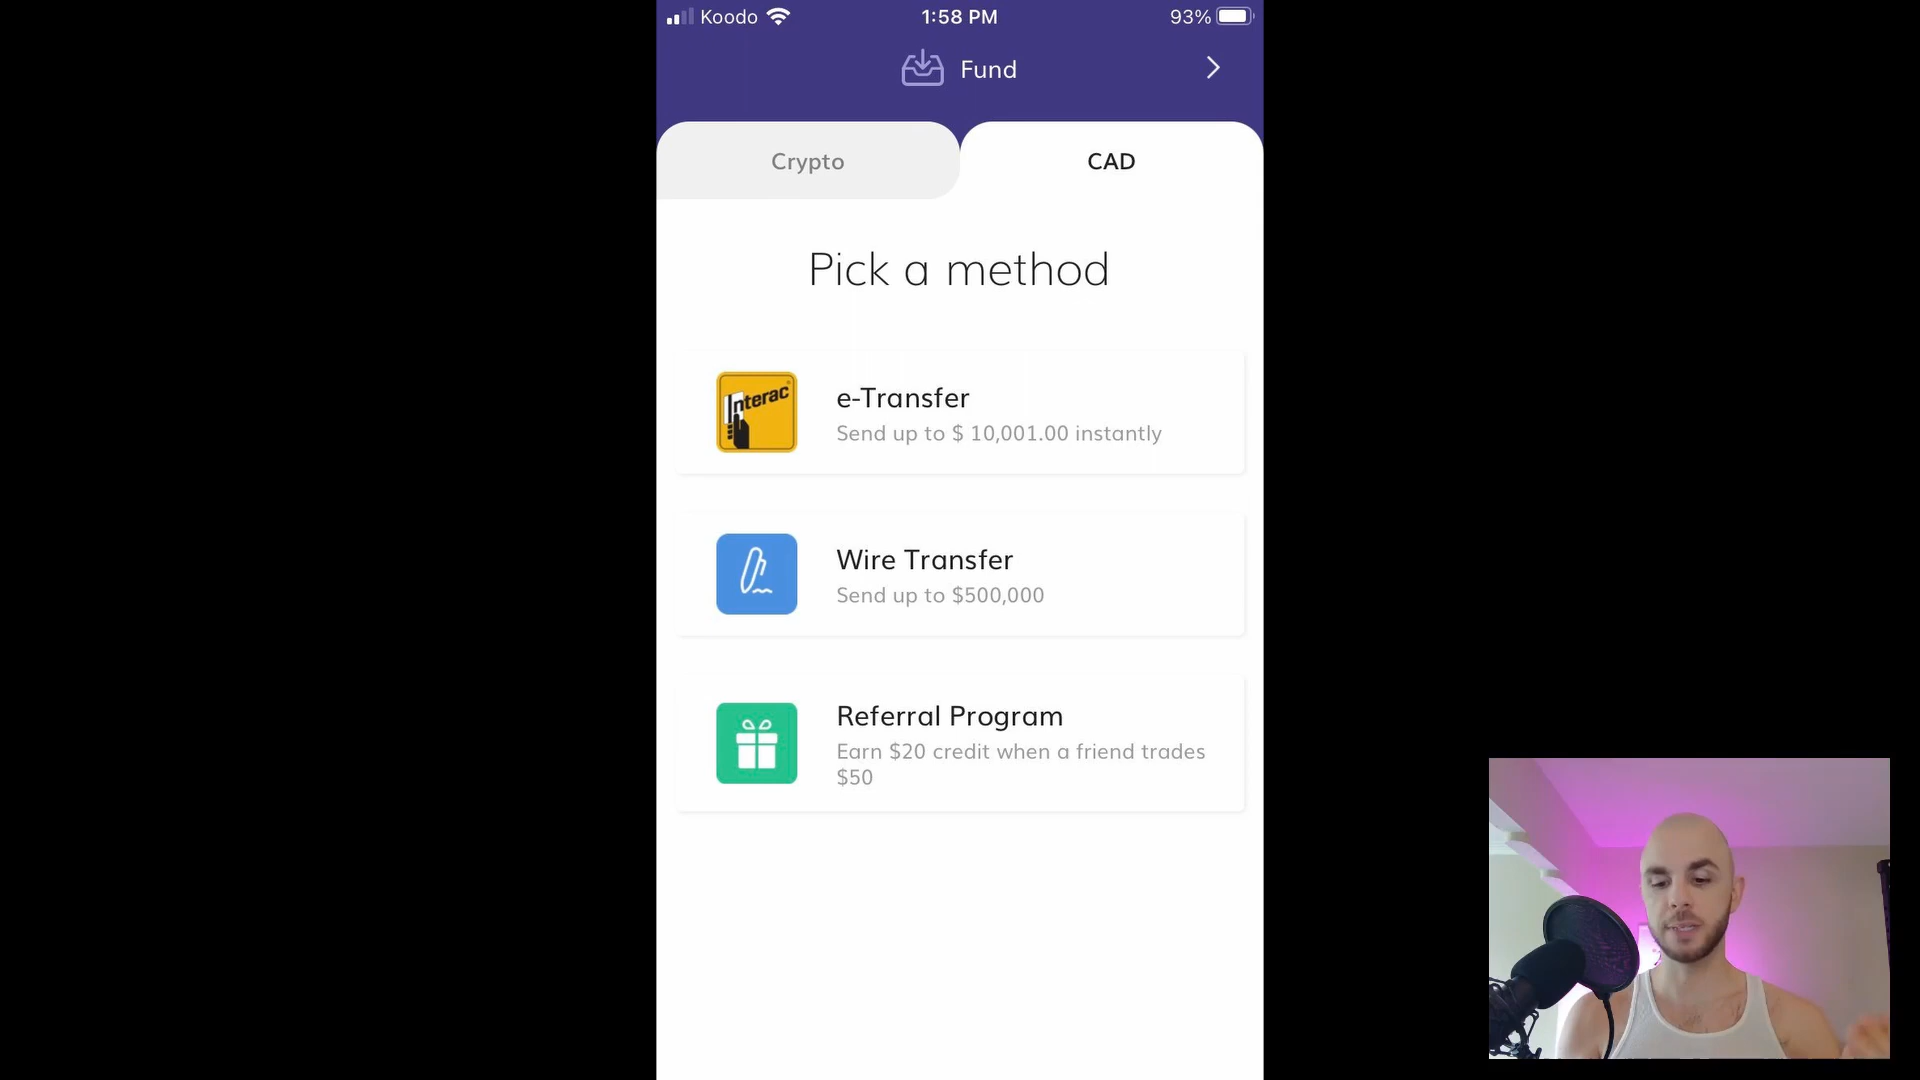 Koodo
1:58 PM
93%
Fund
Crypto
CAD
Pick a method
Interac
e-Transfer
Send up to $ 10,001.00 instantly
Wire Transfer
Send up to $500,000
Referral Program
Earn $20 credit when a friend trades
$50